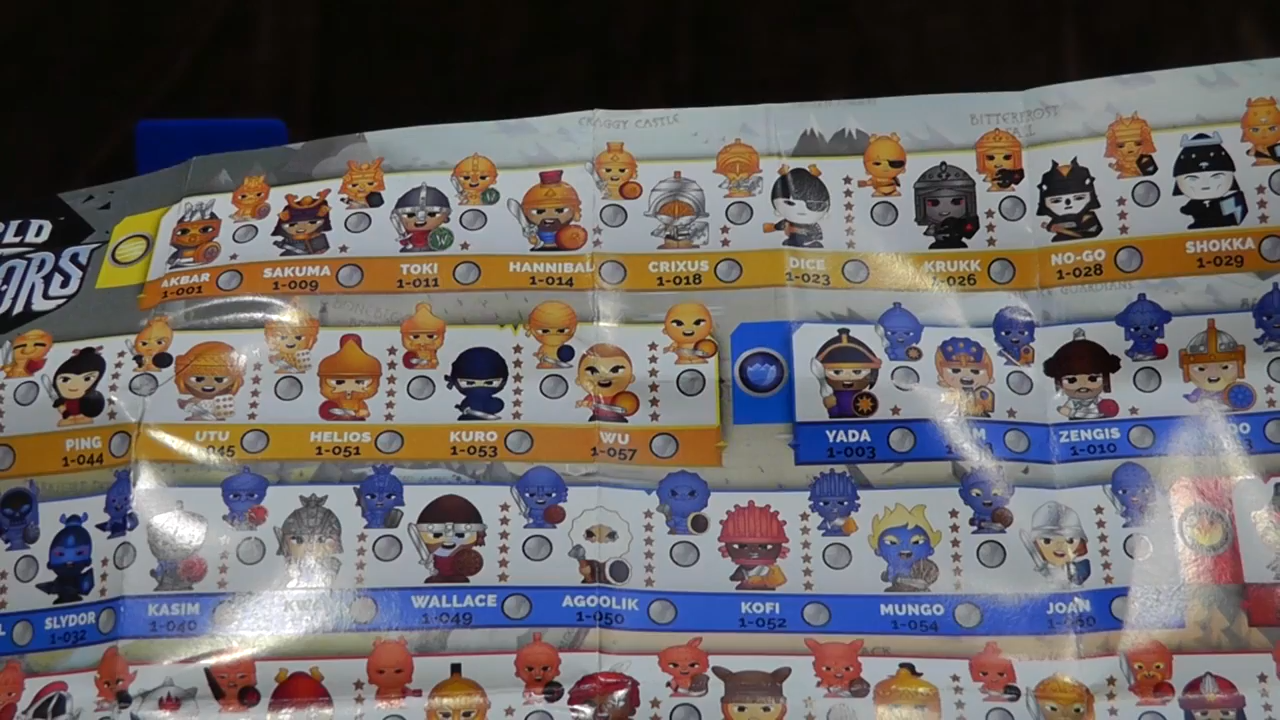 CRAGGY CASTLE
BITTERFROST
AKBAR
1-001
SAKUMA
1-009
TOKI
1-011
HANNIBAL
1-014
CRIXUS
1-018
DICE
1-023
KRUKK
1-026
NO-GO
1-028
SHOKKA
1-029
PING
1-044
UTU
HELIOS
1-051
KURO
1-053
WU
1-057
YADA
1-003
ZENGIS
1-010
SLYDOR
1-032
KASIM
1-040
WALLACE
1-049
AGOOLIK
1-050
KOFI
1-052
MUNGO
1-054
JOAN